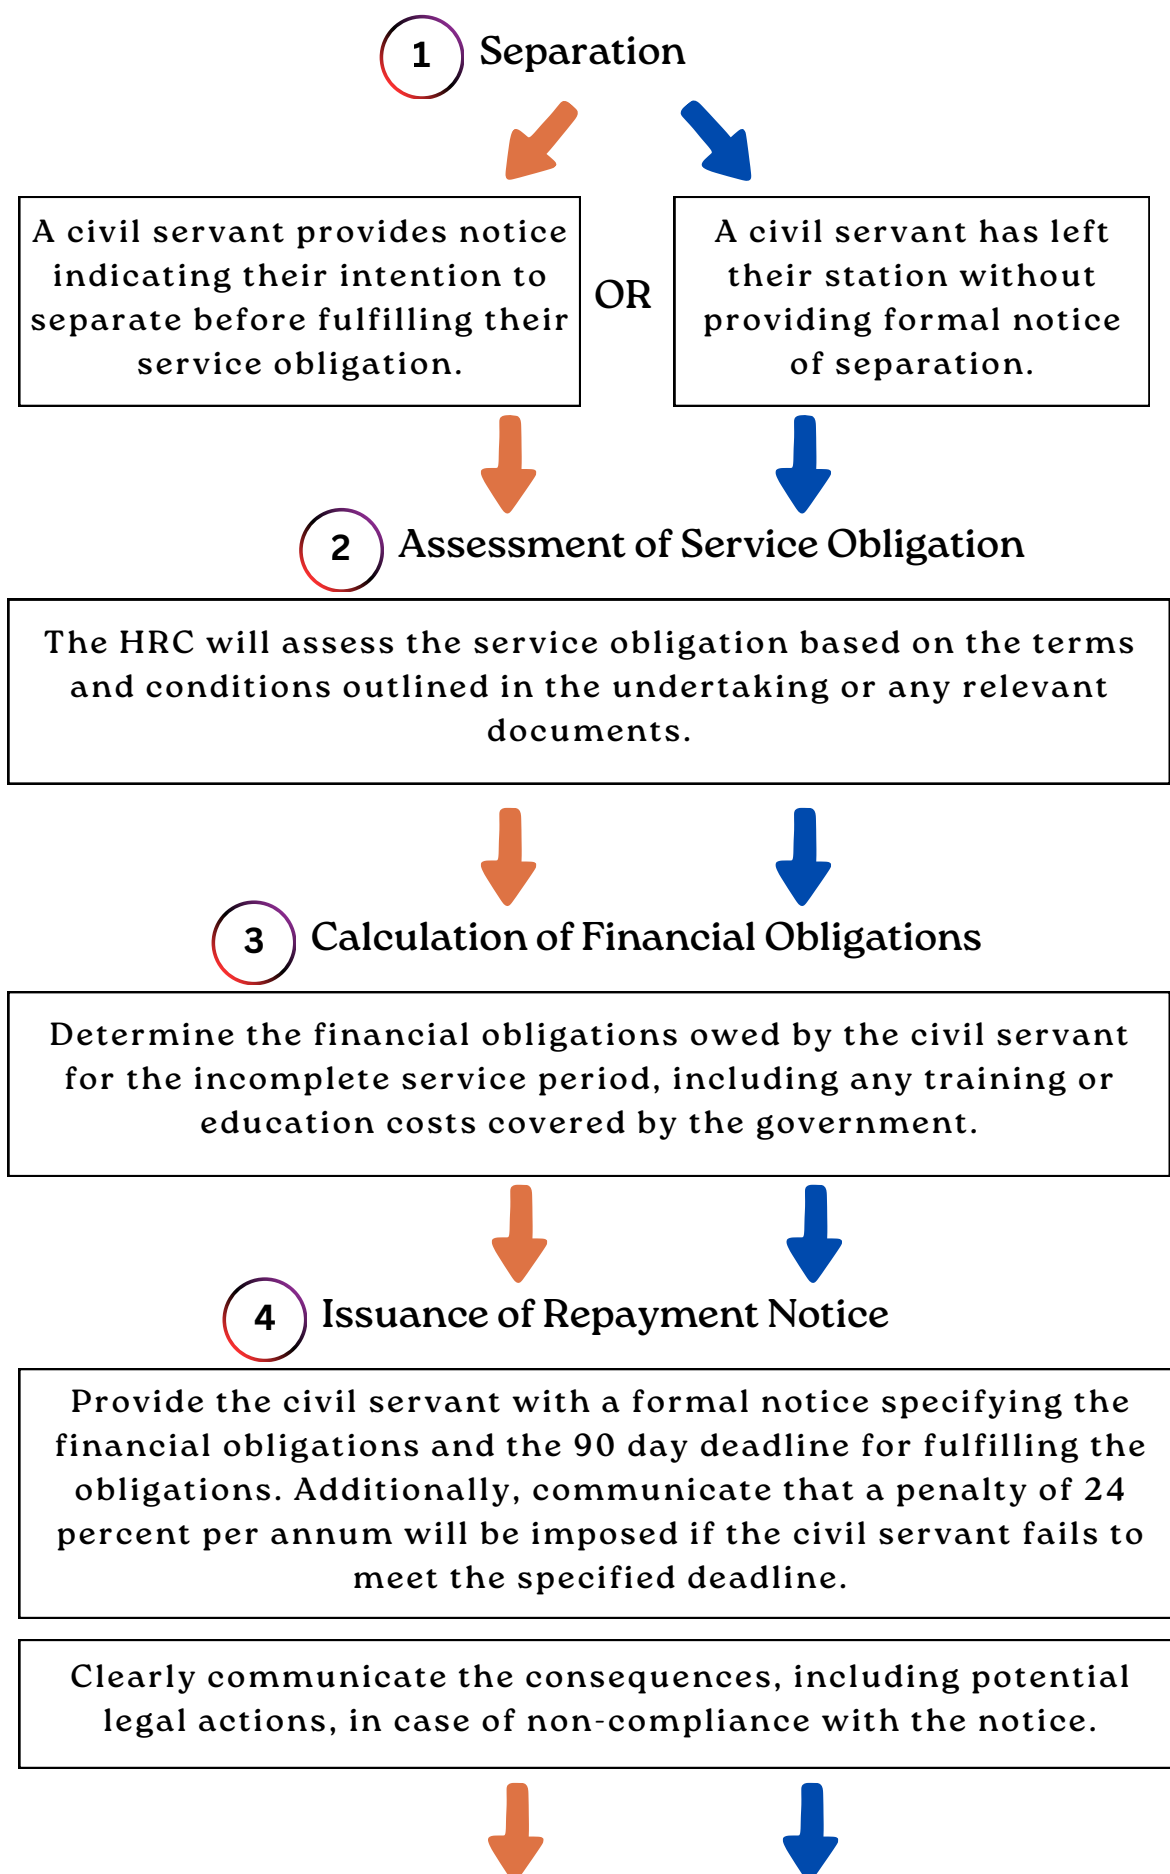 1 Separation
A civil servant provides notice
indicating their intention to
separate before fulfilling their
service obligation.
OR
A civil servant has left
their station without
providing formal notice
of separation.
2 Assessment of Service Obligation
The HRC will assess the service obligation based on the terms
and conditions outlined in the undertaking or any relevant
documents.
3 Calculation of Financial Obligations
Determine the financial obligations owed by the civil servant
for the incomplete service period, including any training or
education costs covered by the government.
4 Issuance of Repayment Notice
Provide the civil servant with a formal notice specifying the
financial obligations and the 90 day deadline for fulfilling the
obligations. Additionally, communicate that a penalty of 24
percent per annum will be imposed if the civil servant fails to
meet the specified deadline.
Clearly communicate the consequences, including potential
legal actions, in case of non-compliance with the notice.